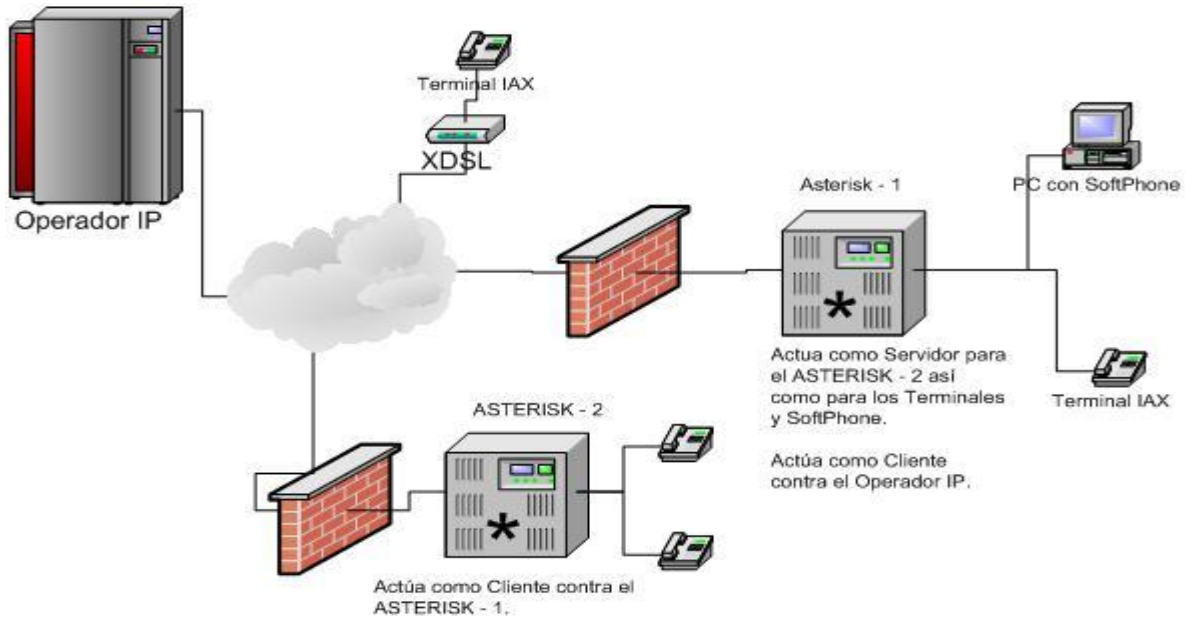 Terminal IAX
XDSL
Operador IP
Asterisk - 1
PC con SoftPhone
Actua como Servidor para
el ASTERISK - 2 así
como para los Terminales
y SoftPhone.
Actúa como Cliente
contra el Operador IP.
Terminal IAX
ASTERISK - 2
Actúa como Cliente contra el
ASTERISK - 1.